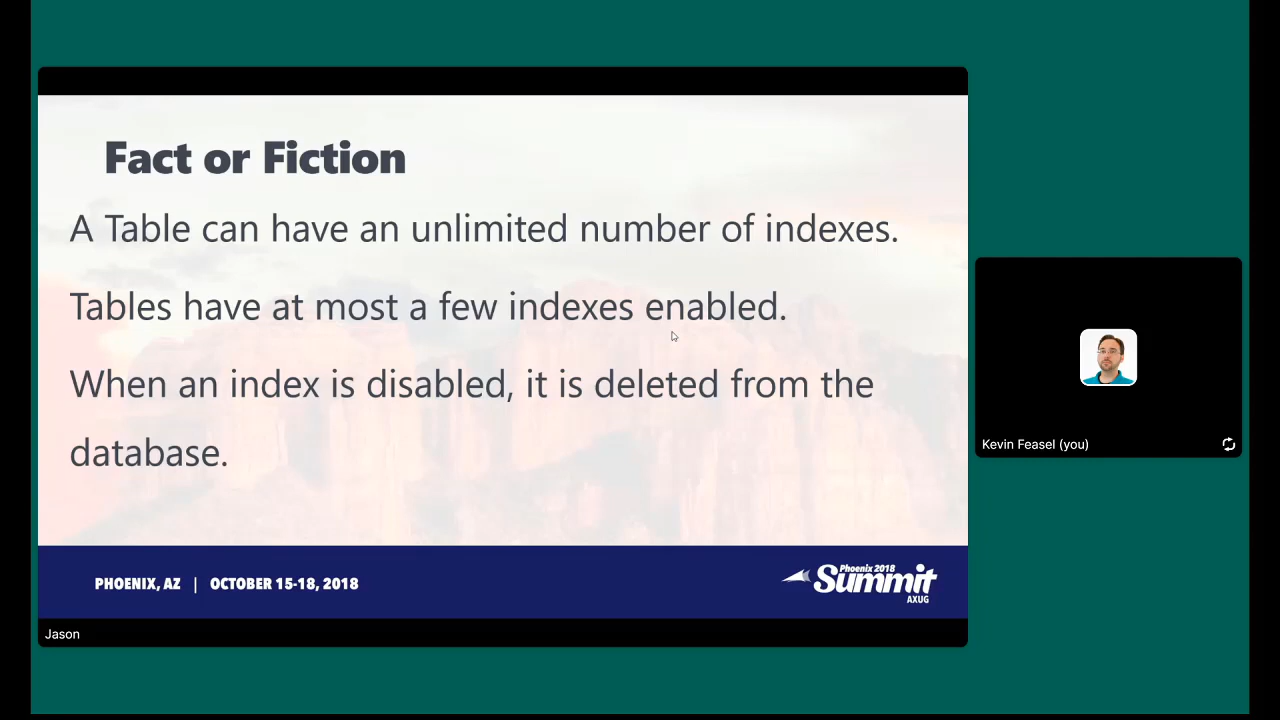 Fact or Fiction
A Table can have an unlimited number of indexes.
Tables have at most a few indexes enabled.
When an index is disabled, it is deleted from the
database.
PHOENIX, AZ | OCTOBER 15-18, 2018
Phoenix 2018
Summit
AXUG
Jason
Kevin Feasel (you)